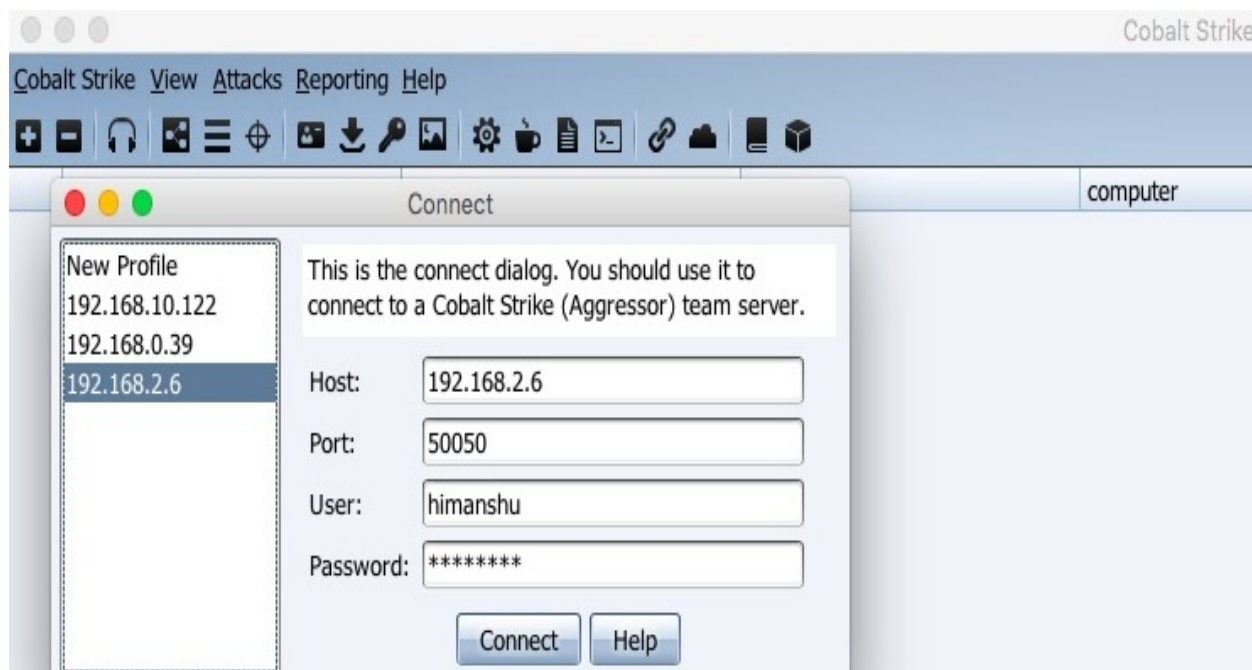 Cobalt Strike
Cobalt Strike View Attacks Reporting Help
computer
Connect
New Profile
192.168.10.122
192.168.0.39
192.168.2.6
This is the connect dialog. You should use it to
connect to a Cobalt Strike (Aggressor) team server.
Host: 192.168.2.6
Port: 50050
User: himanshu
Password: ********
Connect Help